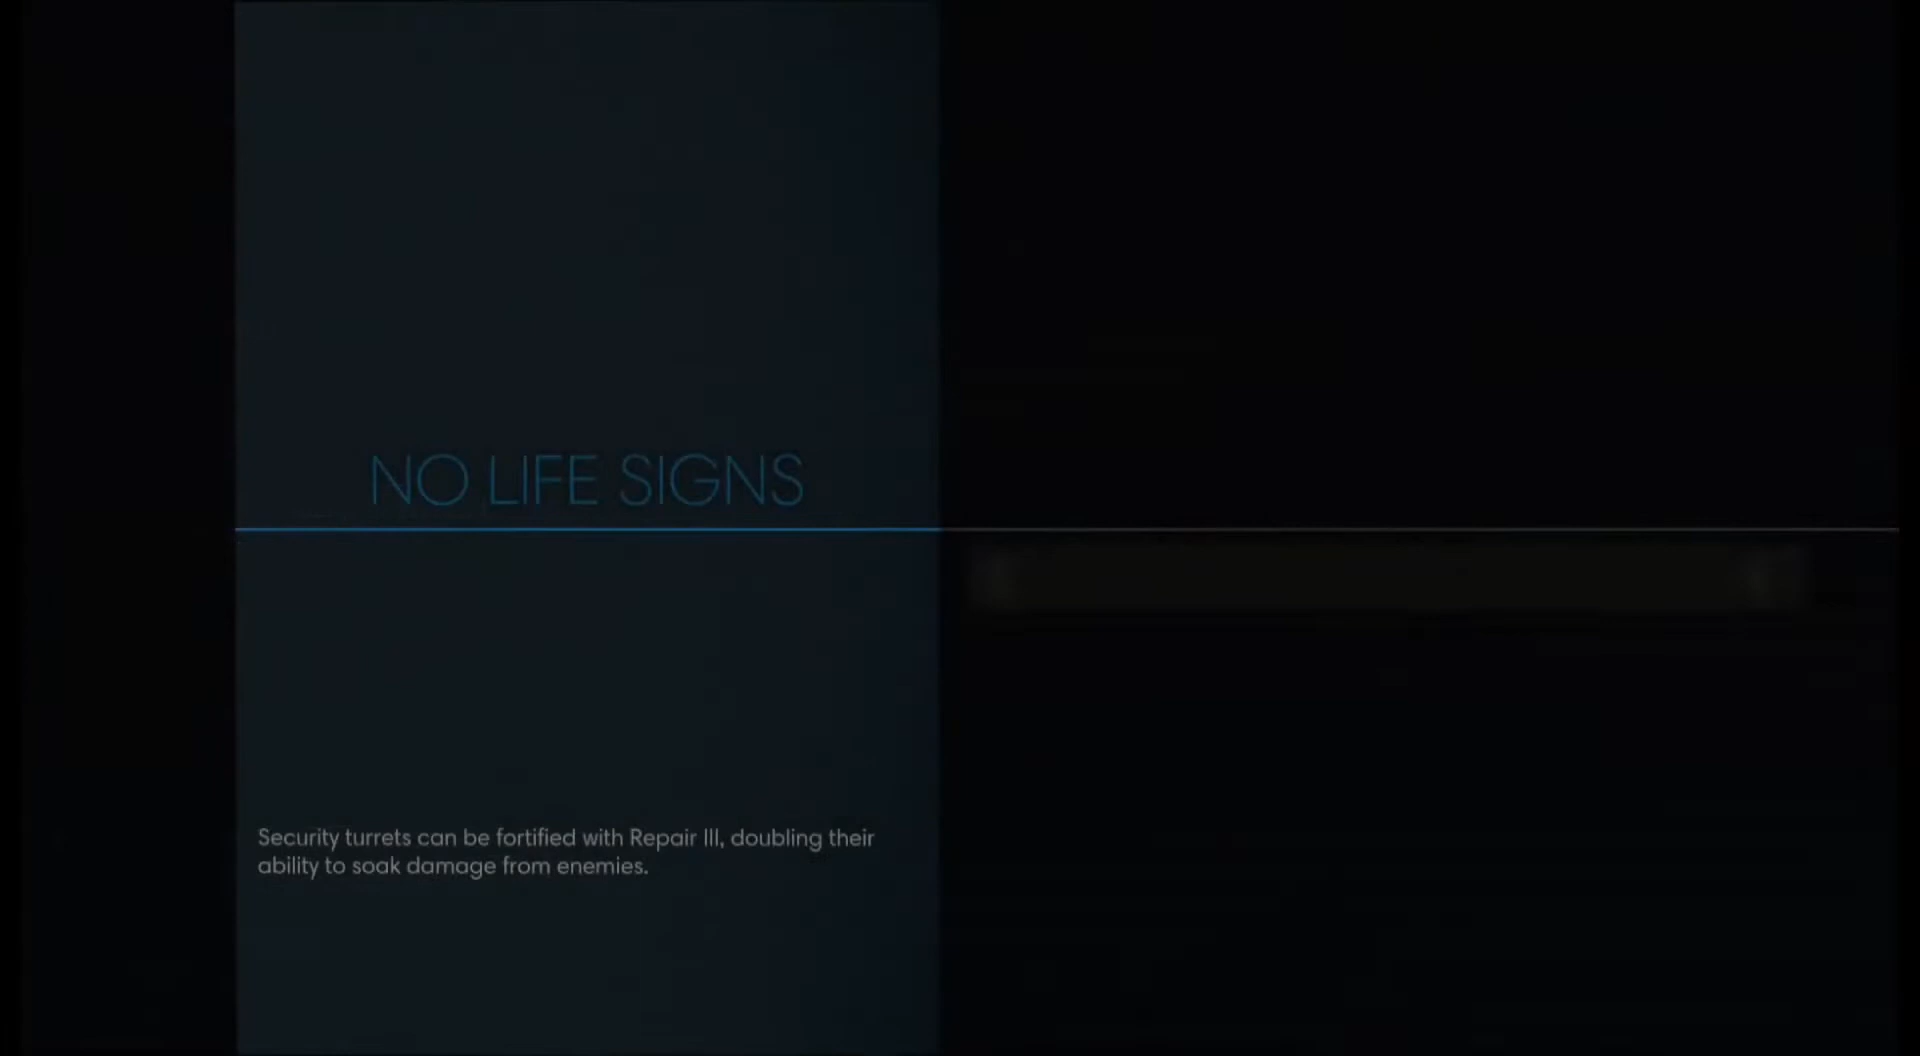 NO LIFE SIGNS
Security turrets can be fortified with Repair III, doubling their
ability to soak damage from enemies.